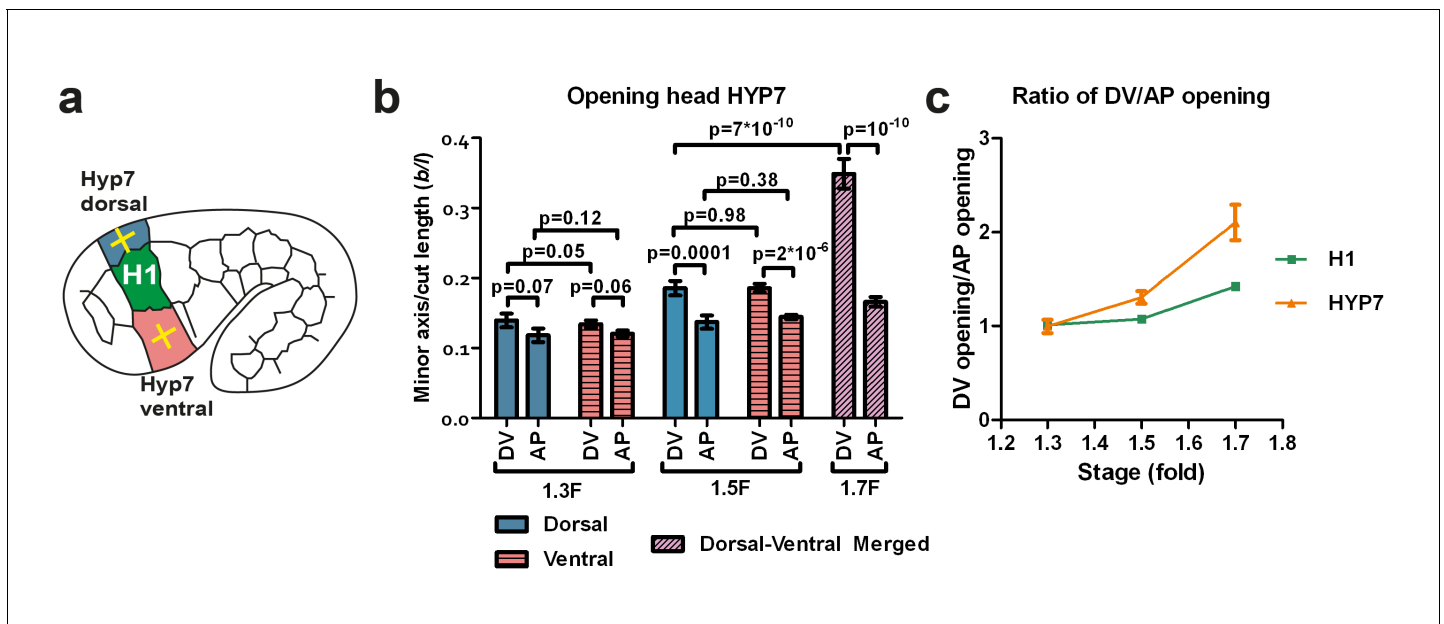 a
Hyp7
dorsal
H1
Hyp7
ventral
b
Opening head HYP7
p=7*10-10
p=10-10
p=0.38
p=0.12
p=0.98
p=0.05
p=0.0001
p=2*10-6
p=0.07
p=0.06
Minor axis/cut length (b/l)
0.4
0.3
0.2
0.1
0.0
DV
AP
DV
AP
DV
AP
DV
AP
DV
AP
1.3F
1.5F
1.7F
Dorsal
Ventral
Dorsal-Ventral Merged
c
Ratio of DV/AP opening
DV opening/AP opening
3
2
1
0
1.2
1.3
1.4
1.5
1.6
1.7
1.8
Stage (fold)
H1
HYP7